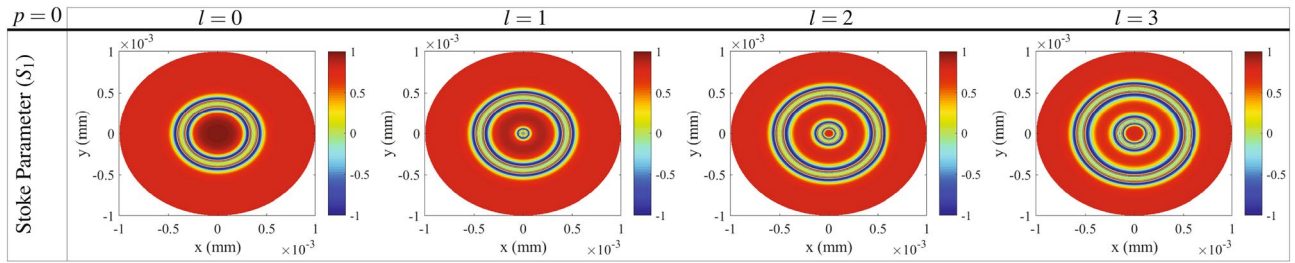 p = 0 l = 0 l = 1 l = 2 l = 3
Stoke Parameter (S1)
×10-3 ×10-3 ×10-3 ×10-3
1 1 1 1 1 1 1 1
0.5 0.5 0.5 0.5 0.5 0.5 0.5 0.5
y (mm) 0 0 y (mm) 0 0 y (mm) 0 0 y (mm) 0 0
-0.5 -0.5 -0.5 -0.5 -0.5 -0.5 -0.5 -0.5
-1 -1 -1 -1 -1 -1 -1 -1
-1 -0.5 0 0.5 1 -1 -0.5 0 0.5 1 -1 -0.5 0 0.5 1 -1 -0.5 0 0.5 1
x (mm) ×10-3 x (mm) ×10-3 x (mm) ×10-3 x (mm) ×10-3